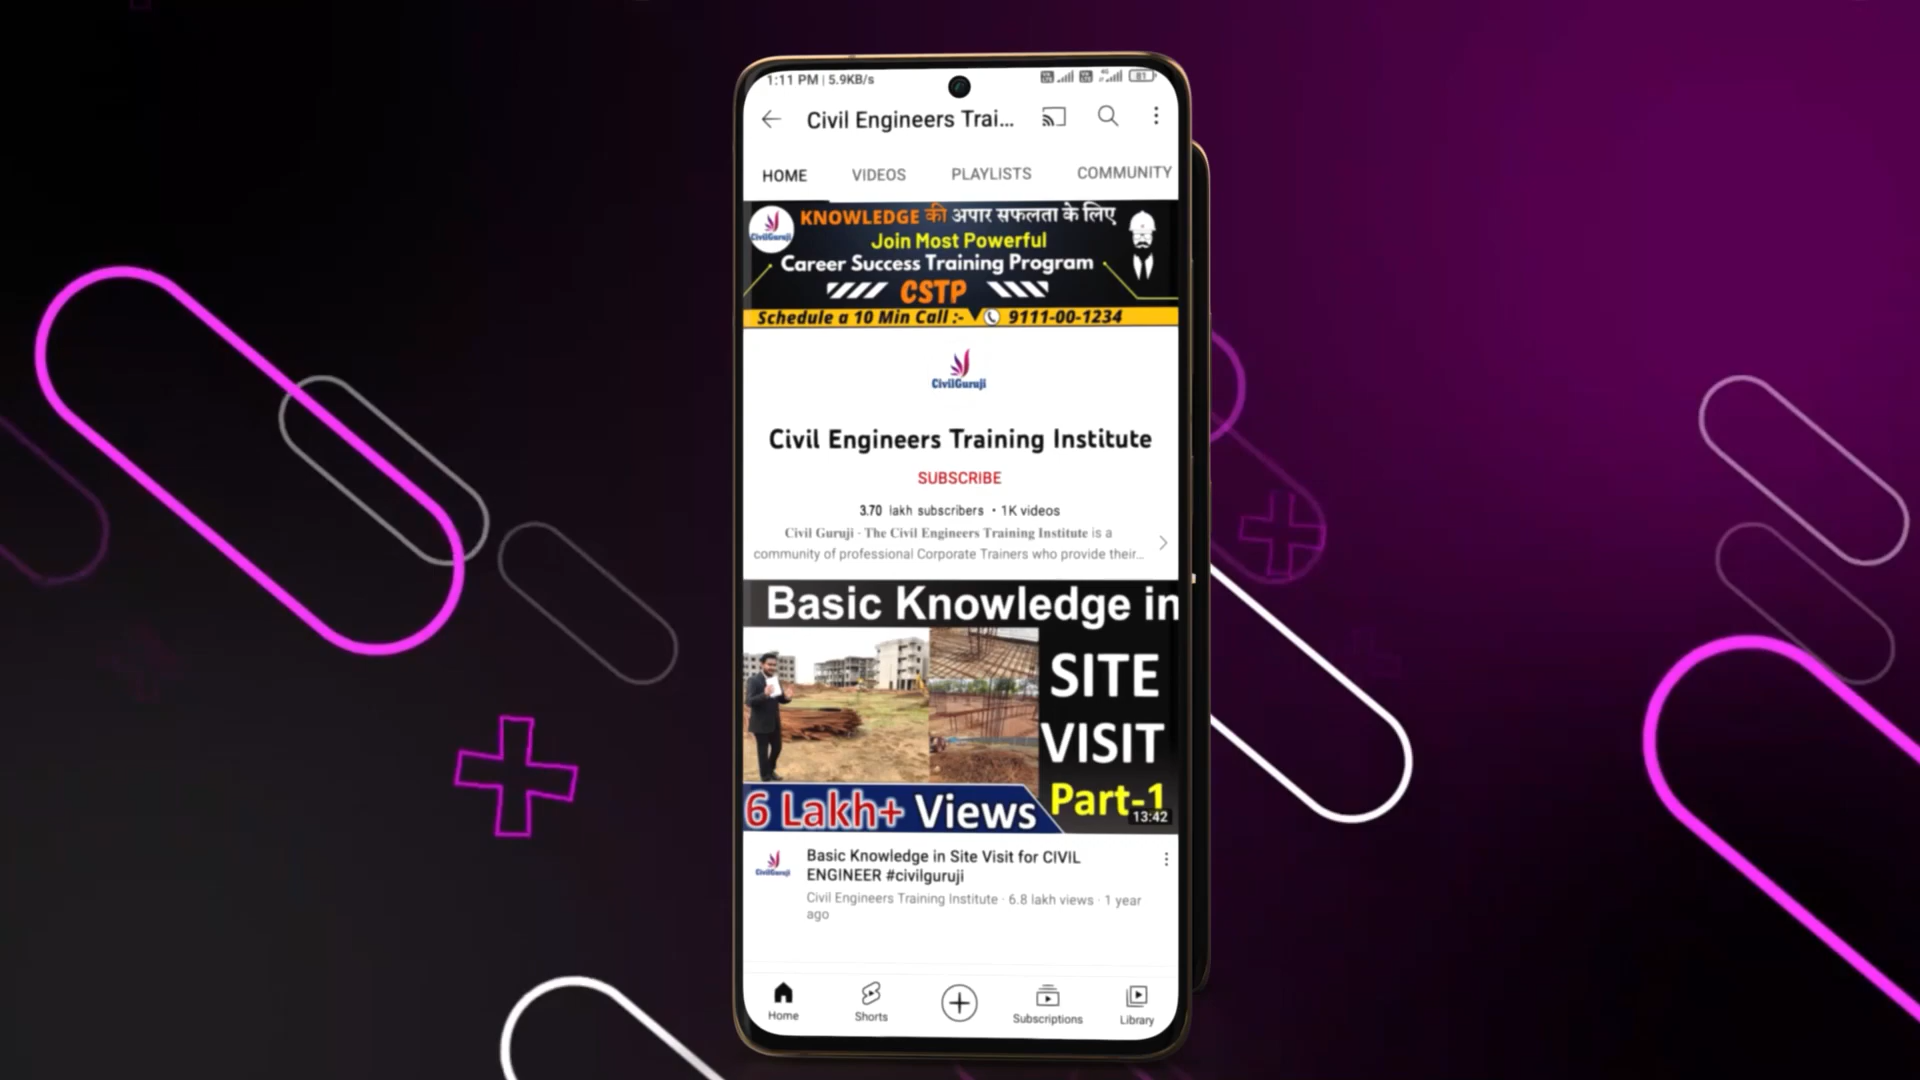 1:11 PM | 5.9KB/s
81
Civil Engineers Trai...
HOME VIDEOS PLAYLISTS COMMUNITY
CivilGuruji
KNOWLEDGE की अपार सफलता के लिए
Join Most Powerful
Career Success Training Program
CSTP
Schedule a 10 Min Call :- 9111-00-1234
CivilGuruji
Civil Engineers Training Institute
SUBSCRIBE
3.70 lakh subscribers • 1K videos
Civil Guruji - The Civil Engineers Training Institute is a
community of professional Corporate Trainers who provide their...
Basic Knowledge in
SITE
VISIT
Part-1
6 Lakh+ Views
13:42
CivilGuruji
Basic Knowledge in Site Visit for CIVIL
ENGINEER #civilguruji
Civil Engineers Training Institute · 6.8 lakh views · 1 year
ago
Home Shorts Subscriptions Library